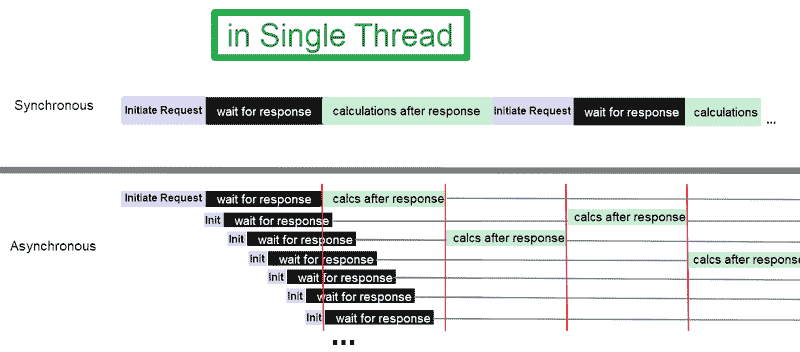 in Single Thread
Synchronous
Initiate Request wait for response calculations after response Initiate Request wait for response calculations ...
Initiate Request wait for response calcs after response
Init wait for response calcs after response
Asynchronous
Init wait for response calcs after response
Init wait for response calcs after response
Init wait for response
Init wait for response
Init wait for response
...